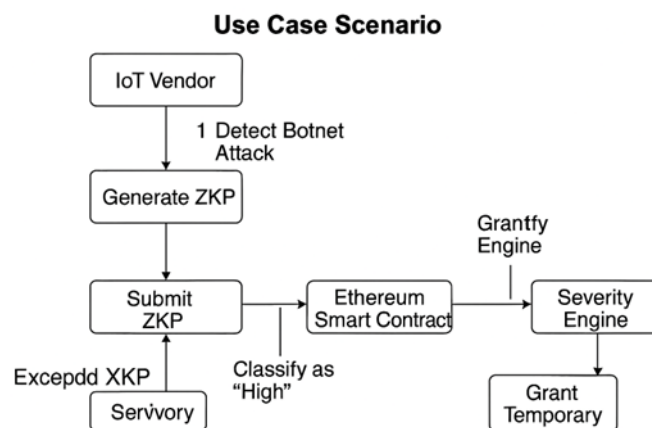 Use Case Scenario
IoT Vendor
1 Detect Botnet
Attack
Generate ZKP
Grantfy
Engine
Submit
ZKP
Ethereum
Smart Contract
Severity
Engine
Classify as
“High”
Excepdd XKP
Servivory
Grant
Temporary